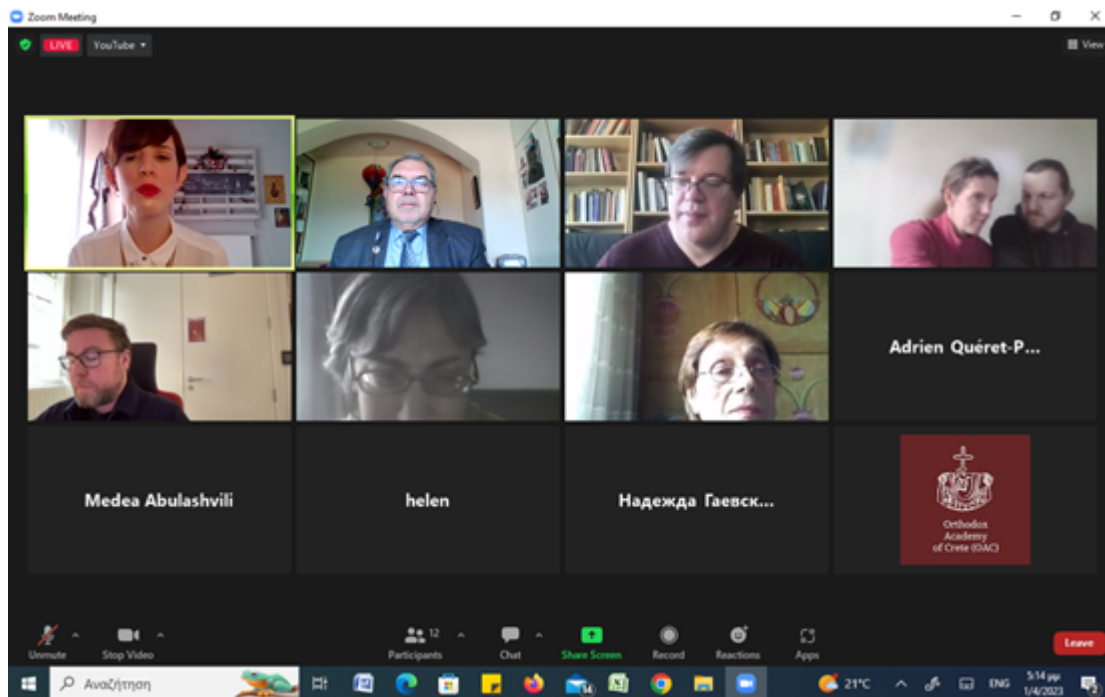 Zoom Meeting
LIVE
YouTube
View
Adrien Quéret-P...
Medea Abulashvili
helen
Надежда Гаевск...
Orthodox
Academy
of Crete (OAC)
Unmute
Stop Video
Participants
12
Chat
Share Screen
Record
Reactions
Apps
Leave
Αναζήτηση
21°C
ENG
5:14 μμ
1/4/2023